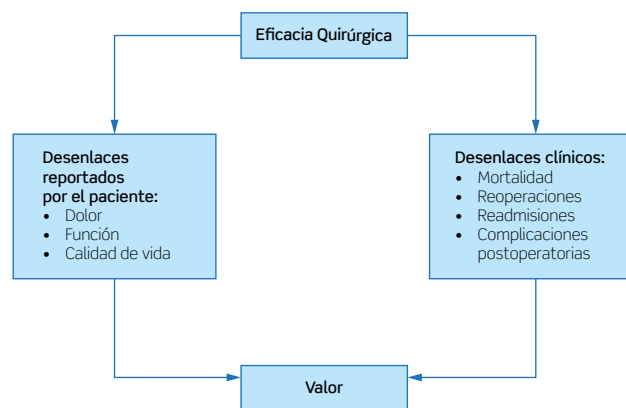 Eficacia Quirúrgica
Desenlaces
reportados
por el paciente:
• Dolor
• Función
• Calidad de vida
Desenlaces clínicos:
• Mortalidad
• Reoperaciones
• Readmisiones
• Complicaciones
postoperatorias
Valor